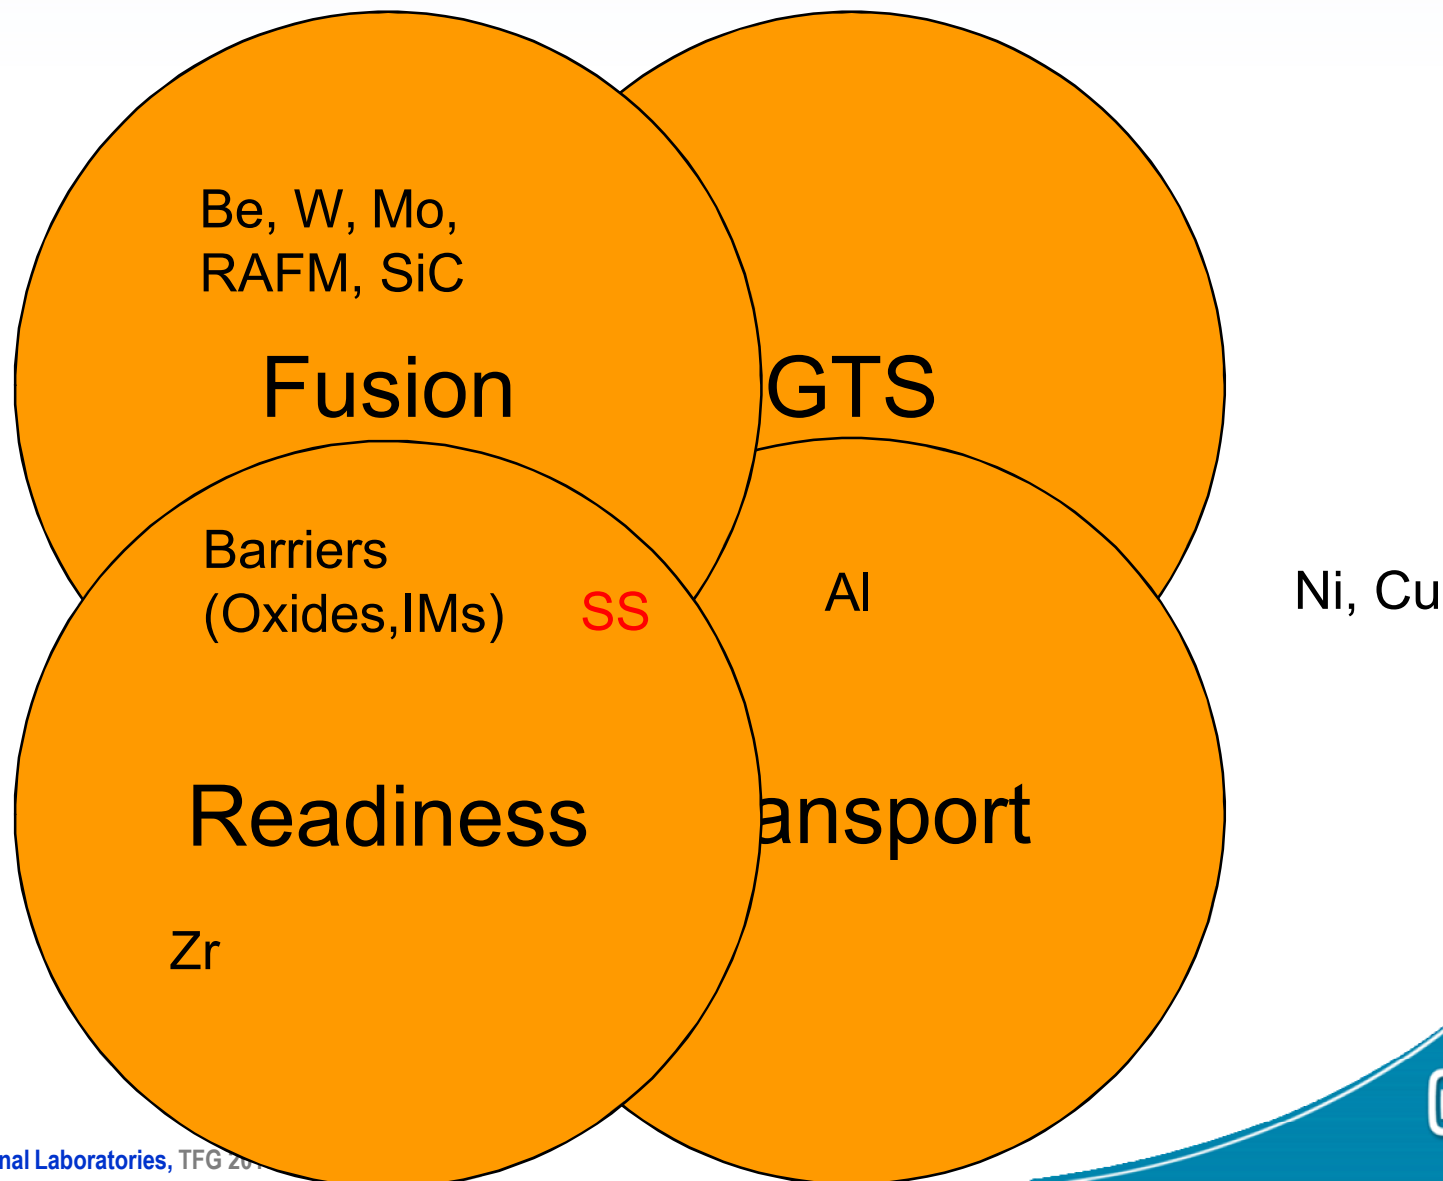 Be, W, Mo,
RAFM, SiC
Fusion
GTS
Barriers
(Oxides,IMs)
SS
Al
Ni, Cu
Readiness
ansport
Zr
nal Laboratories, TFG